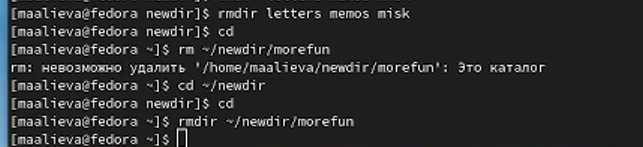 [maalieva@fedora newdir]$ rmdir letters memos misk
[maalieva@fedora newdir]$ cd
[maalieva@fedora ~]$ rm ~/newdir/morefun
rm: невозможно удалить '/home/maalieva/newdir/morefun': Это каталог
[maalieva@fedora ~]$ cd ~/newdir
[maalieva@fedora newdir]$ cd
[maalieva@fedora ~]$ rmdir ~/newdir/morefun
[maalieva@fedora ~]$